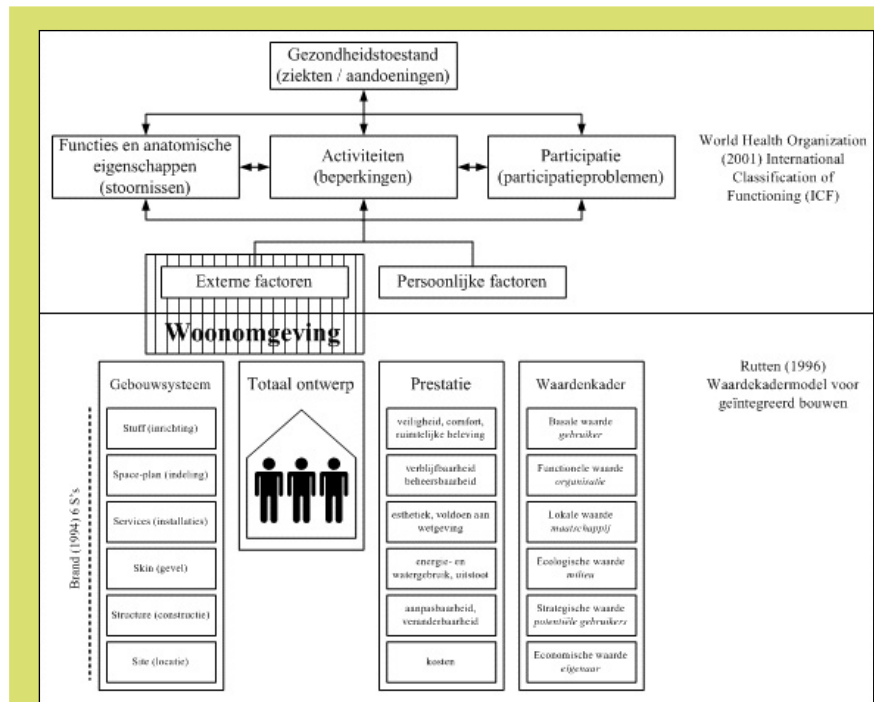 Gezondheidstoestand
(ziekten / aandoeningen)
Functies en anatomische
eigenschappen
(stoornissen)
Activiteiten
(beperkingen)
Participatie
(participatieproblemen)
World Health Organization
(2001) International
Classification of
Functioning (ICF)
Externe factoren
Persoonlijke factoren
Woonomgeving
Rutten (1996)
Waardekadermodel voor
geïntegreerd bouwen
Brand (1994) 6 S's
Gebouwsysteem
Stuff (inrichting)
Space-plan (indeling)
Services (installaties)
Skin (gevel)
Structure (constructie)
Site (locatie)
Totaal ontwerp
Prestatie
veiligheid, comfort,
ruimtelijke beleving
verblijfbaarheid
beheersbaarheid
esthetiek, voldoen aan
wetgeving
energie- en
watergebruik, uitstoot
aanpasbaarheid,
veranderbaarheid
kosten
Waardenkader
Basale waarde
gebruiker
Functionele waarde
organisatie
Lokale waarde
maatschappij
Ecologische waarde
milieu
Strategische waarde
potentiële gebruikers
Economische waarde
eigenaar